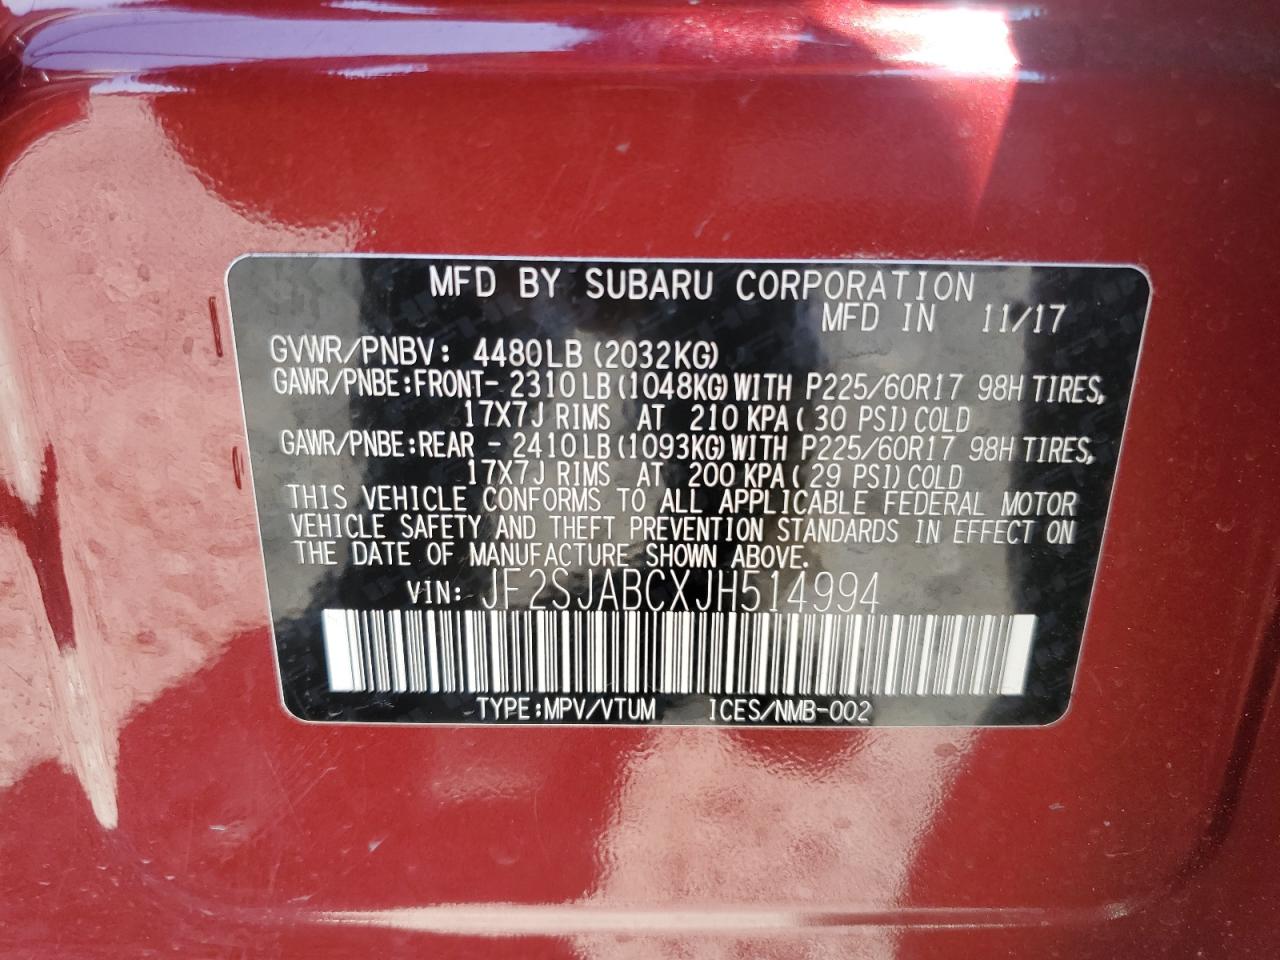 MFD BY SUBARU CORPORATION
MFD IN 11/17
GVWR/PNBV: 4480LB (2032KG)
GAWR/PNBE:FRONT- 2310LB (1048KG) WITH P225/60R17 98H TIRES,
17X7J RIMS AT 210 KPA ( 30 PSI) COLD
GAWR/PNBE:REAR - 2410LB (1093KG) WITH P225/60R17 98H TIRES,
17X7J RIMS AT 200 KPA ( 29 PSI) COLD
THIS VEHICLE CONFORMS TO ALL APPLICABLE FEDERAL MOTOR
VEHICLE SAFETY AND THEFT PREVENTION STANDARDS IN EFFECT ON
THE DATE OF MANUFACTURE SHOWN ABOVE.
VIN: JF2SJABCXJH514994
TYPE:MPV/VTUM ICES/NMB-002